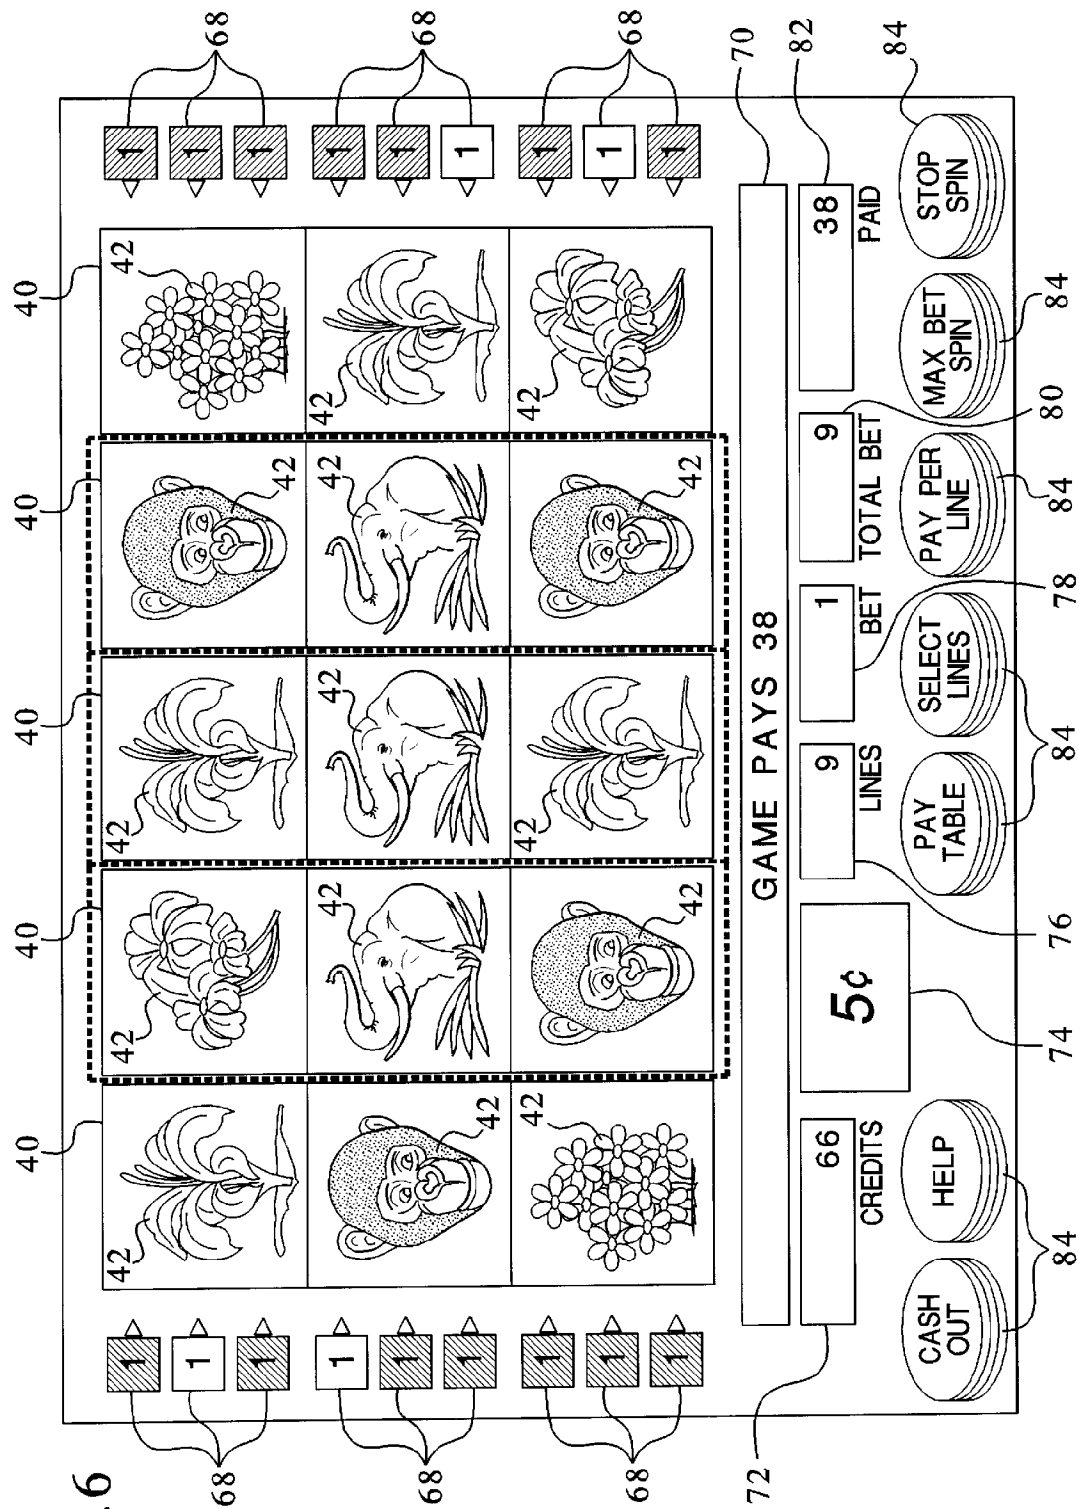 40 40 40 40 40
. 6
1 42 42 42 42 1
68 1 1 68
1 42 1
1 42 42 42 42 1
68 1 1 68
1 42 1
1 42 42 42 42 42 1
68 1 1 68
1 1
GAME PAYS 38 70
72 66 5¢ 9 1 9 38 82
CREDITS LINES BET TOTAL BET PAID
CASH OUT
HELP
PAY TABLE
SELECT LINES
PAY PER LINE
MAX BET SPIN
STOP SPIN
84
84 74 76 84 78 84 80 84